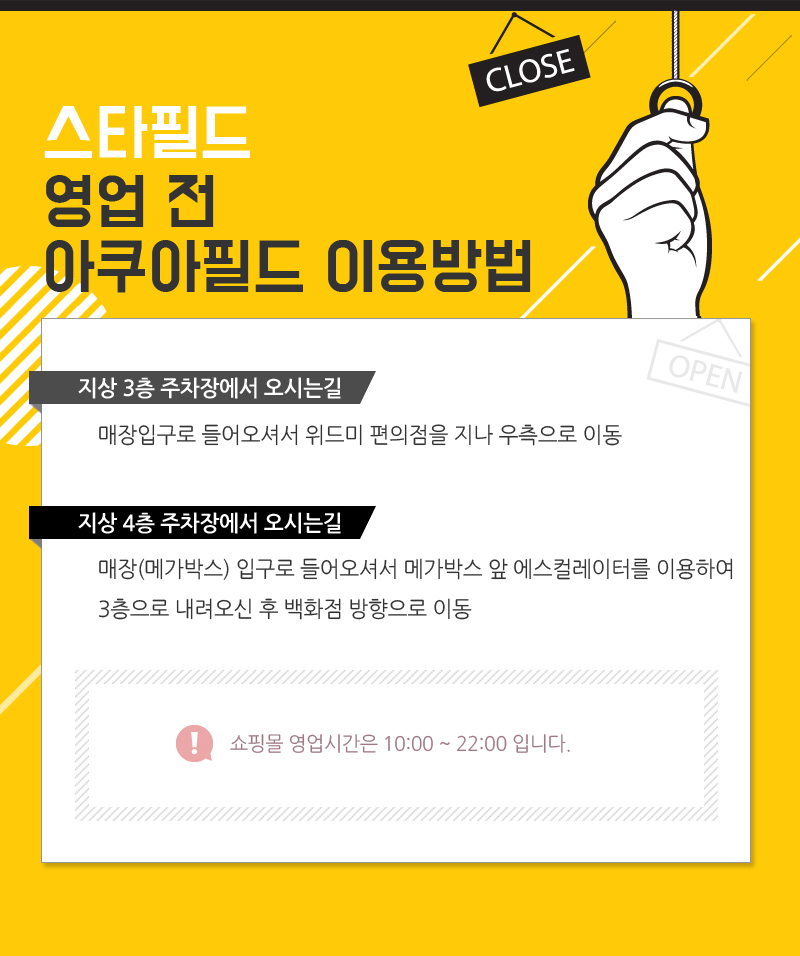 CLOSE
스타필드
영업 전
아쿠아필드 이용방법
OPEN
지상 3층 주차장에서 오시는길
매장입구로 들어오셔서 위드미 편의점을 지나 우측으로 이동
지상 4층 주차장에서 오시는길
매장(메가박스) 입구로 들어오셔서 메가박스 앞 에스컬레이터를 이용하여
3층으로 내려오신 후 백화점 방향으로 이동
! 쇼핑몰 영업시간은 10:00 ~ 22:00 입니다.